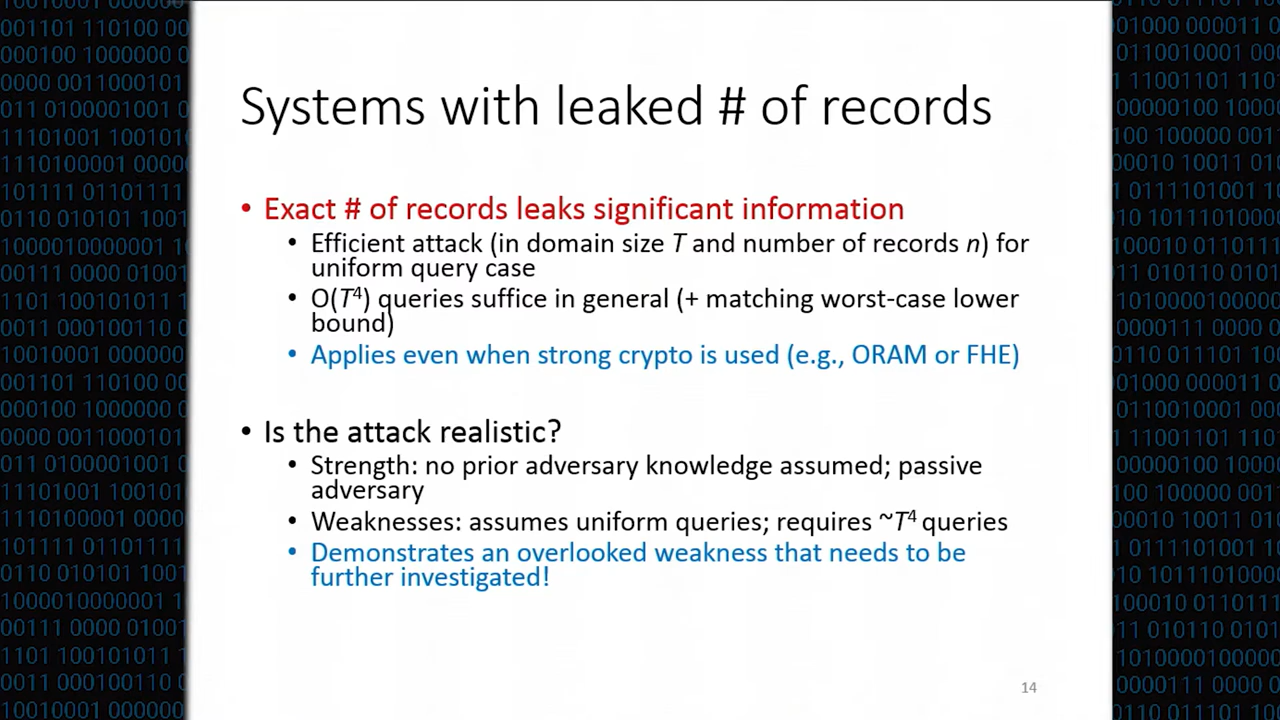 Systems with leaked # of records
• Exact # of records leaks significant information
• Efficient attack (in domain size T and number of records n) for
uniform query case
• O(T⁴) queries suffice in general (+ matching worst-case lower
bound)
• Applies even when strong crypto is used (e.g., ORAM or FHE)
• Is the attack realistic?
• Strength: no prior adversary knowledge assumed; passive
adversary
• Weaknesses: assumes uniform queries; requires ~T⁴ queries
• Demonstrates an overlooked weakness that needs to be
further investigated!
14